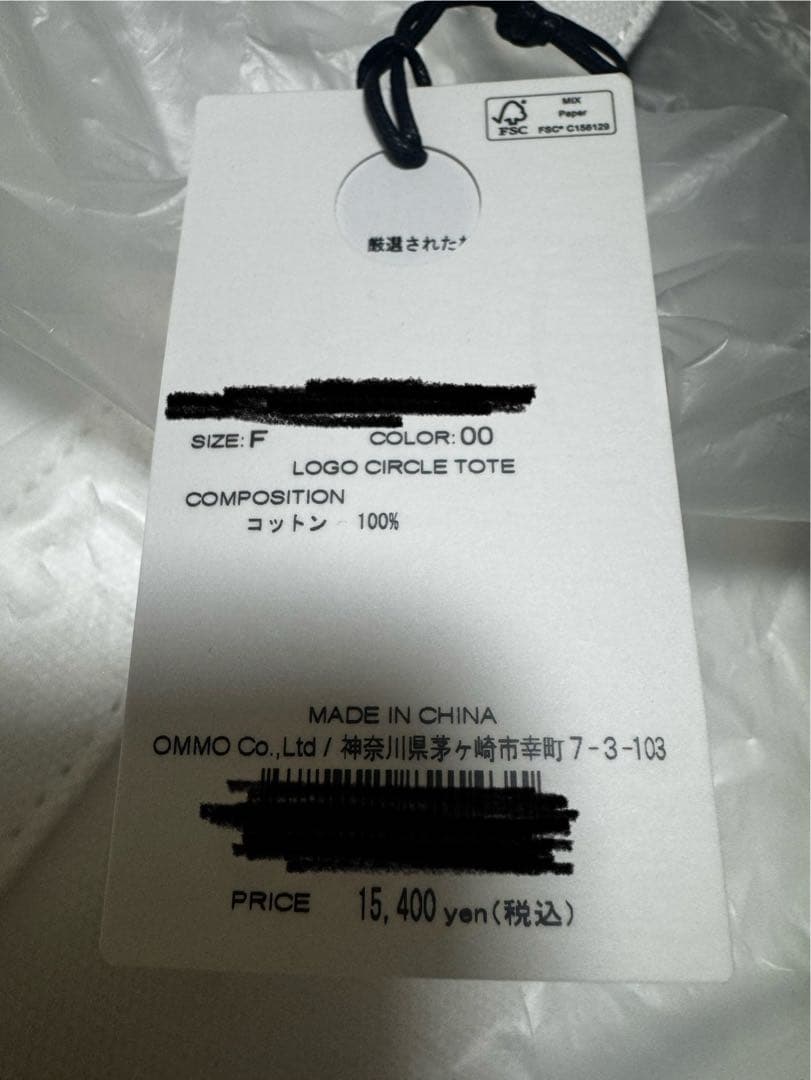 MIX
Paper
FSC FSC® C156129
厳選された
SIZE: F COLOR: 00
LOGO CIRCLE TOTE
COMPOSITION
コットン 100%
MADE IN CHINA
OMMO Co.,Ltd / 神奈川県茅ヶ崎市幸町7-3-103
PRICE 15,400 yen(税込)